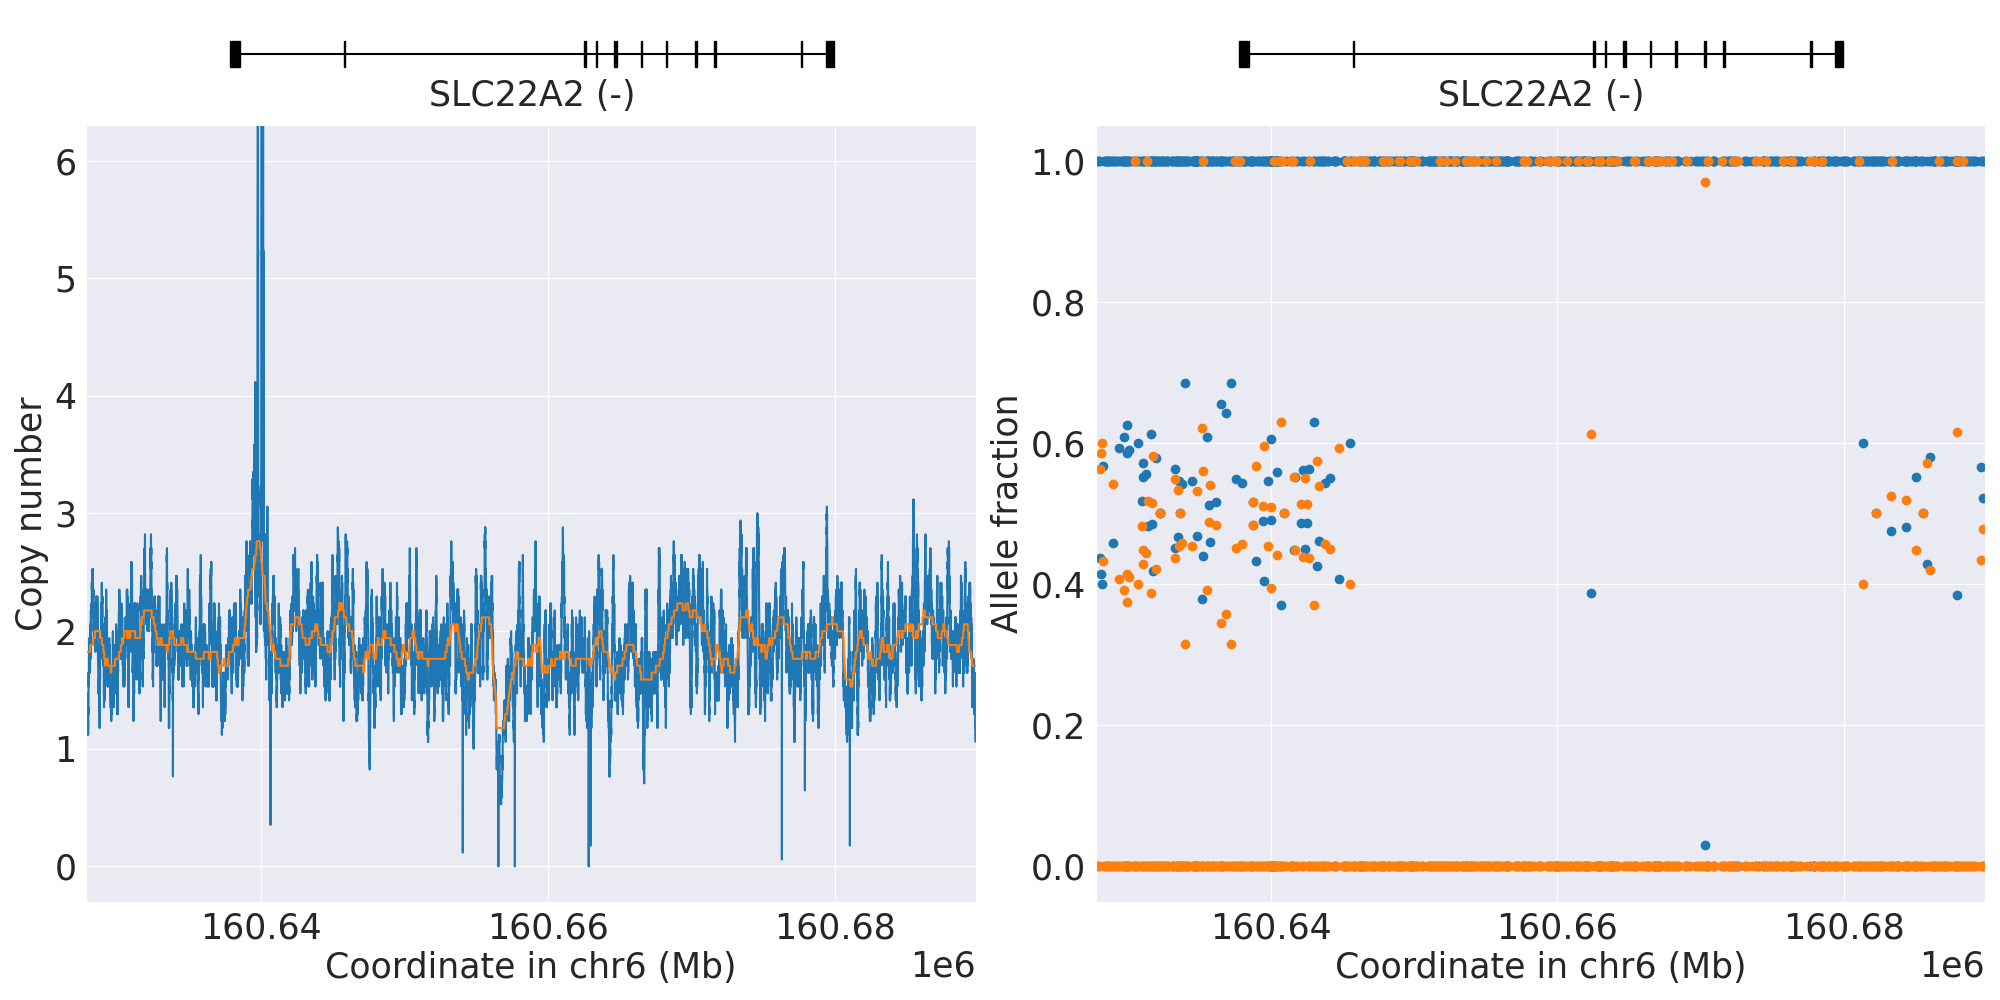 SLC22A2 (-)
Copy number
6
5
4
3
2
1
0
160.64
160.66
160.68
Coordinate in chr6 (Mb)
1e6
SLC22A2 (-)
Allele fraction
1.0
0.8
0.6
0.4
0.2
0.0
160.64
160.66
160.68
Coordinate in chr6 (Mb)
1e6